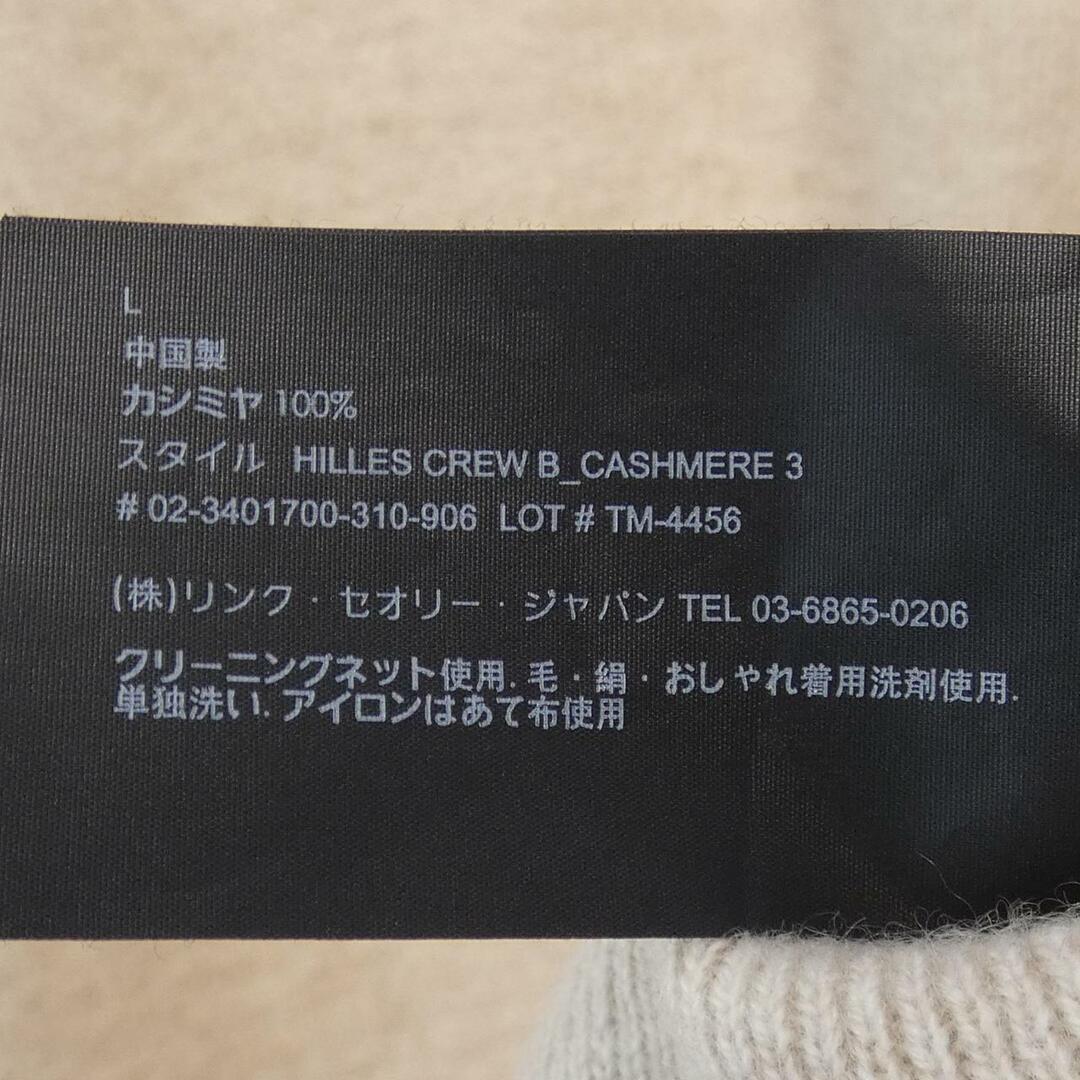 L
中国製
カシミヤ 100%
スタイル HILLES CREW B_CASHMERE 3
# 02-3401700-310-906 LOT # TM-4456
(株)リンク・セオリー・ジャパン TEL 03-6865-0206
クリーニングネット使用.毛・絹・おしゃれ着用洗剤使用.
単独洗い.アイロンはあて布使用